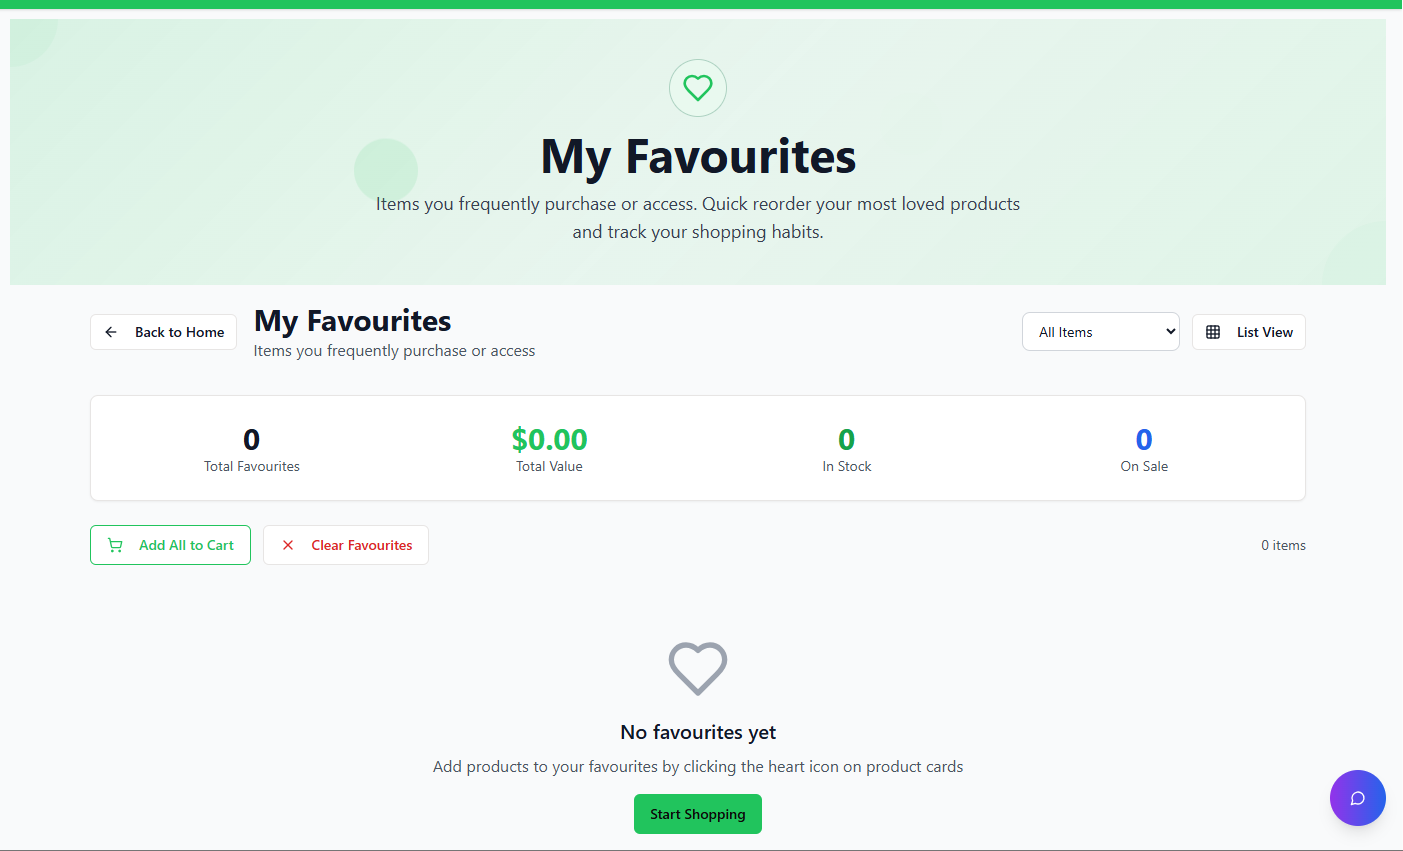 My Favourites
Items you frequently purchase or access. Quick reorder your most loved products
and track your shopping habits.
Back to Home
My Favourites
Items you frequently purchase or access
All Items
List View
0
Total Favourites
$0.00
Total Value
0
In Stock
0
On Sale
Add All to Cart
Clear Favourites
0 items
No favourites yet
Add products to your favourites by clicking the heart icon on product cards
Start Shopping